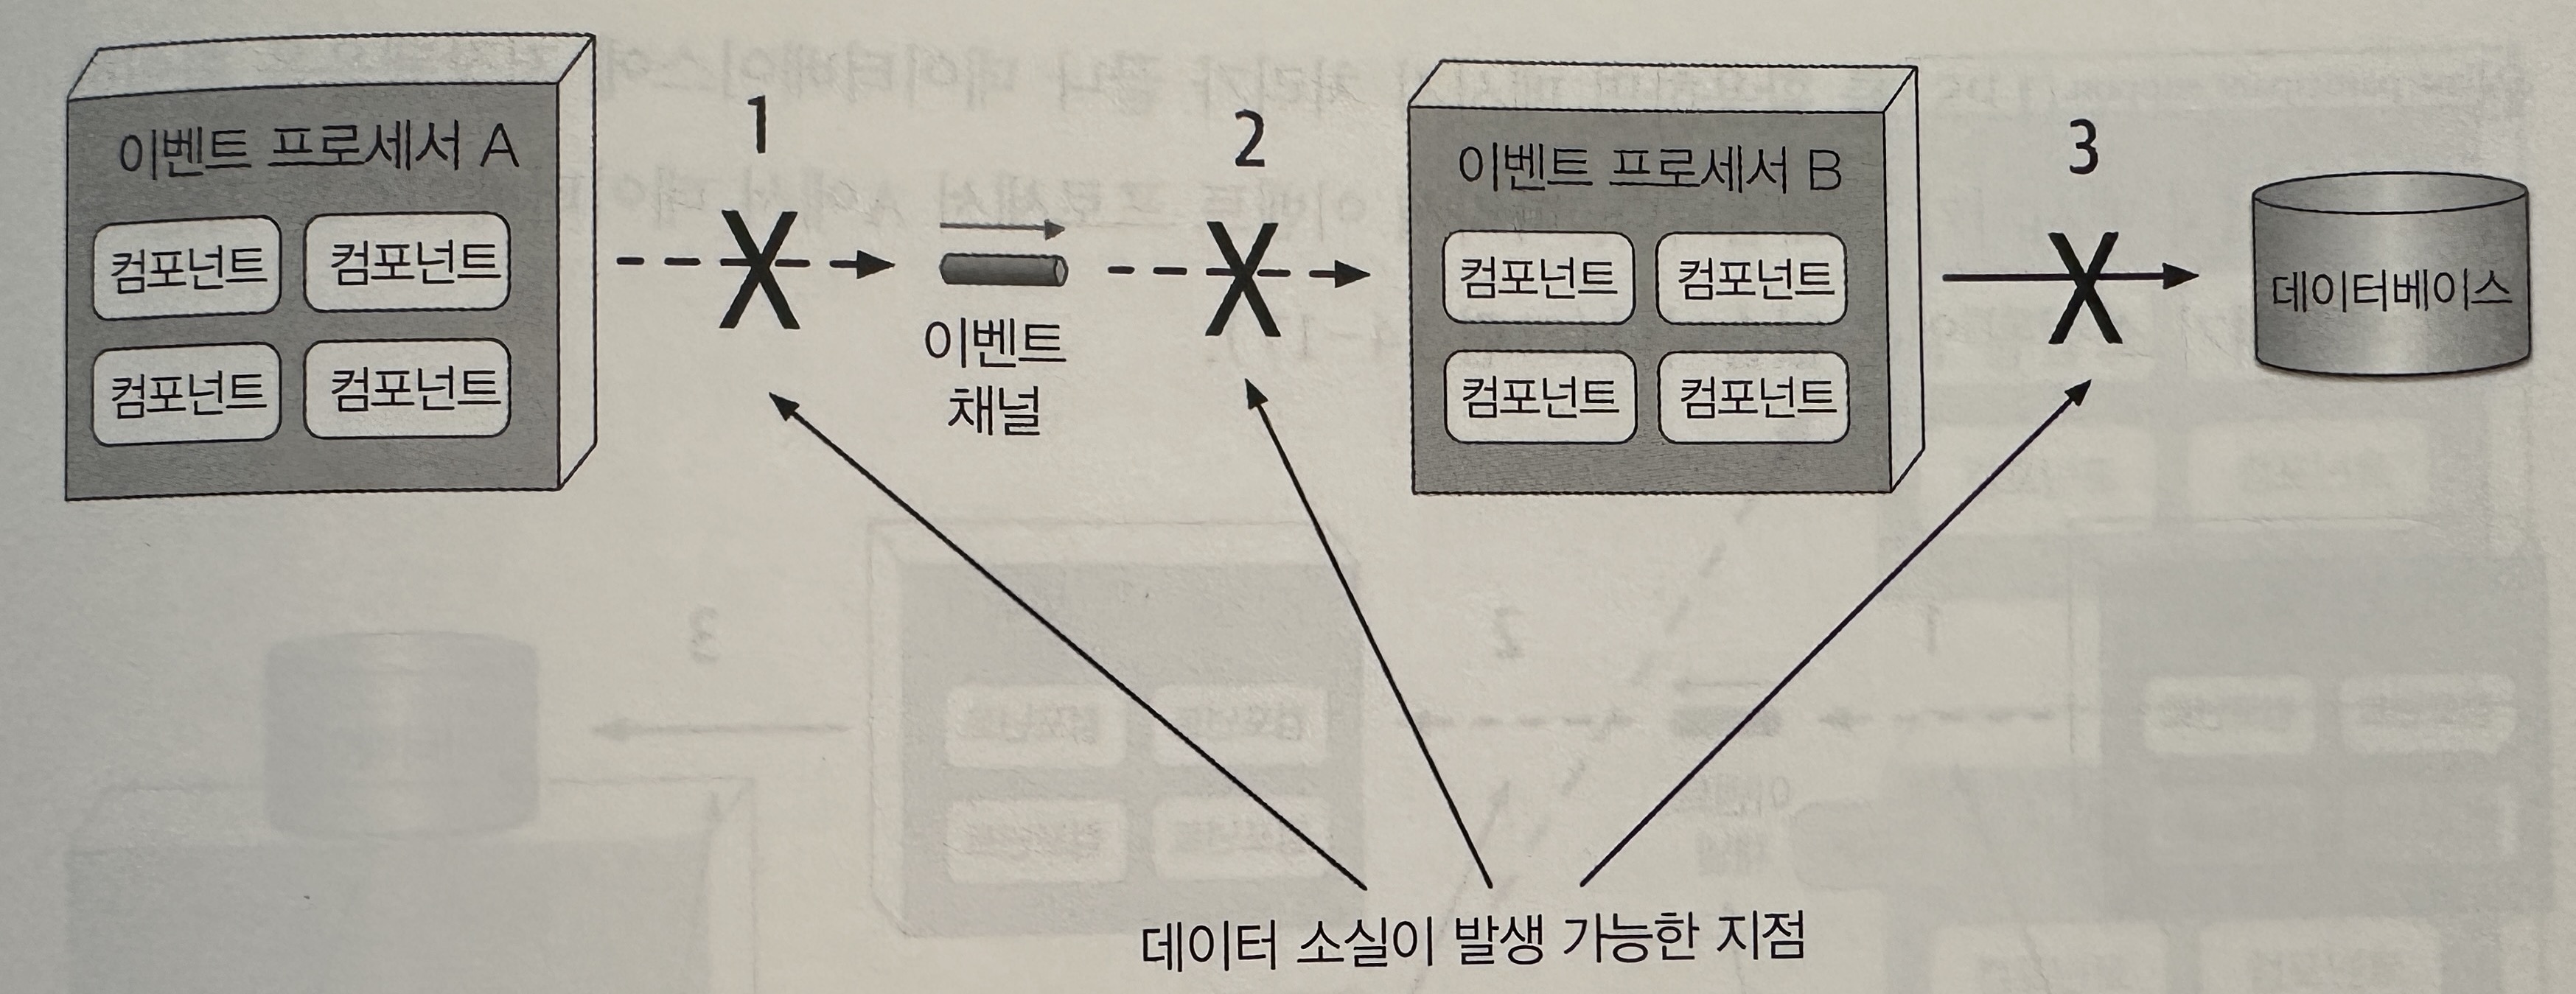 이벤트 프로세서 A
컴포넌트 컴포넌트
컴포넌트 컴포넌트
1
이벤트
채널
2
이벤트 프로세서 B
컴포넌트 컴포넌트
컴포넌트 컴포넌트
3
데이터베이스
데이터 소실이 발생 가능한 지점